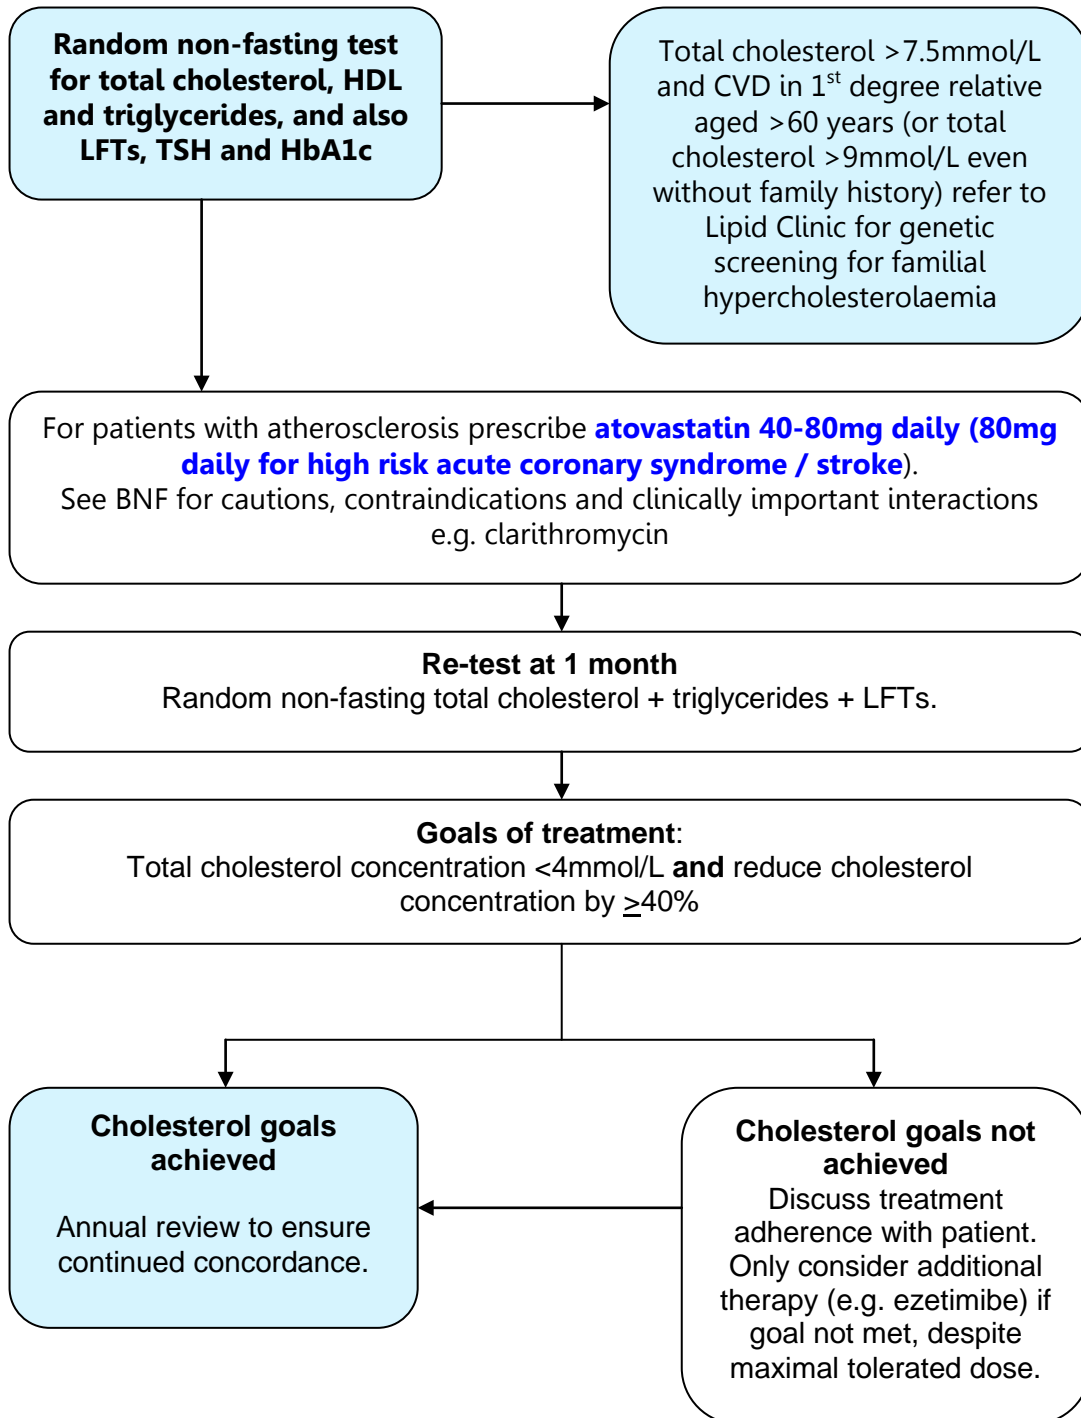 Random non-fasting test
for total cholesterol, HDL
and triglycerides, and also
LFTs, TSH and HbA1c
Total cholesterol >7.5mmol/L
and CVD in 1st degree relative
aged >60 years (or total
cholesterol >9mmol/L even
without family history) refer to
Lipid Clinic for genetic
screening for familial
hypercholesterolaemia
For patients with atherosclerosis prescribe atovastatin 40-80mg daily (80mg
daily for high risk acute coronary syndrome / stroke).
See BNF for cautions, contraindications and clinically important interactions
e.g. clarithromycin
Re-test at 1 month
Random non-fasting total cholesterol + triglycerides + LFTs.
Goals of treatment:
Total cholesterol concentration <4mmol/L and reduce cholesterol
concentration by ≥40%
Cholesterol goals
achieved
Annual review to ensure
continued concordance.
Cholesterol goals not
achieved
Discuss treatment
adherence with patient.
Only consider additional
therapy (e.g. ezetimibe) if
goal not met, despite
maximal tolerated dose.